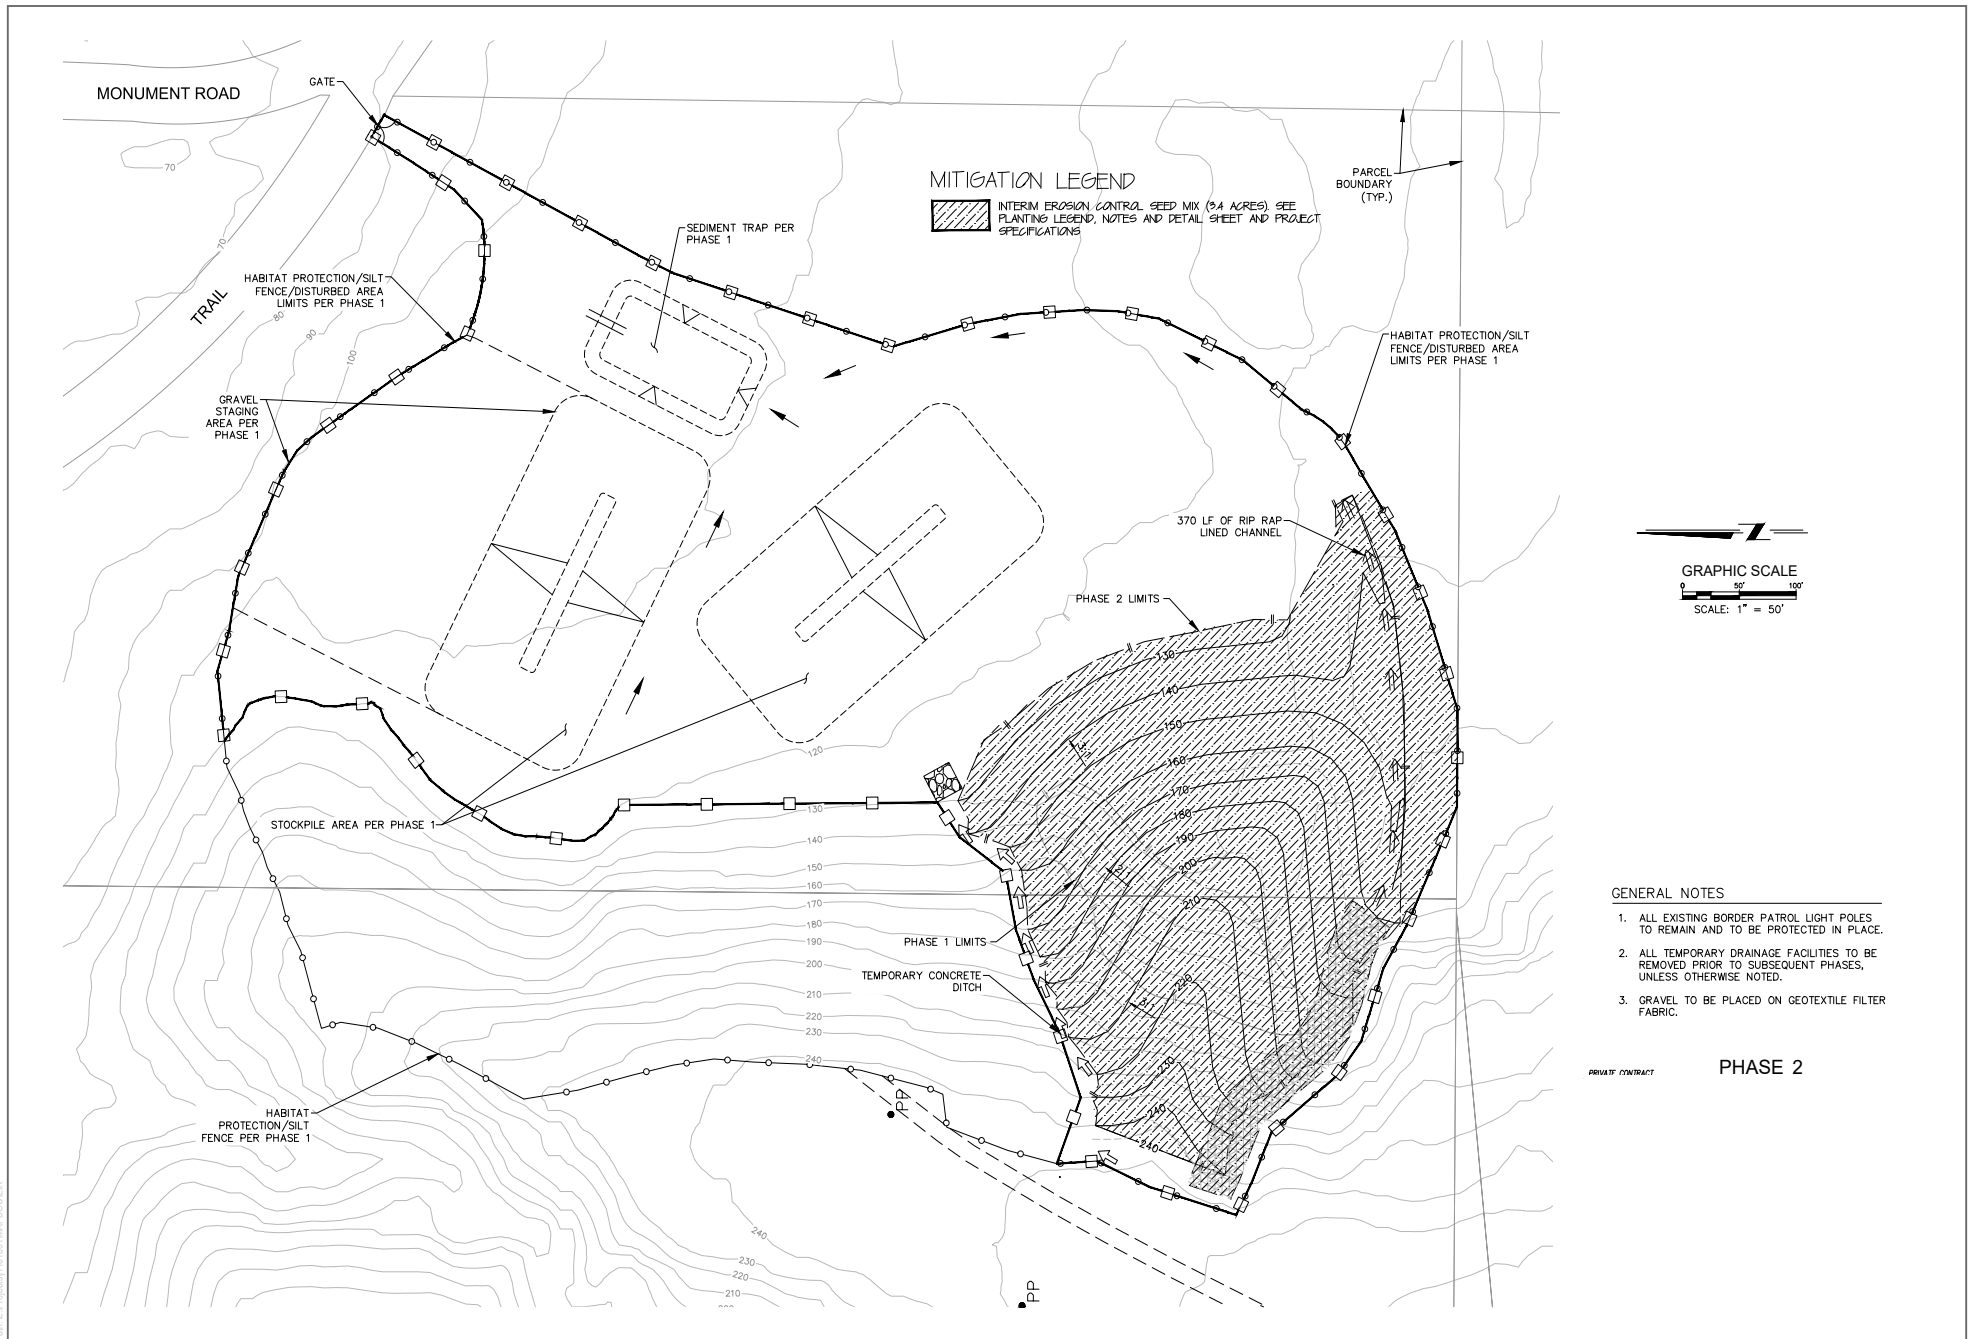 MONUMENT ROAD
GATE
70
70
TRAIL
80
90
100
HABITAT PROTECTION/SILT
FENCE/DISTURBED AREA
LIMITS PER PHASE 1
SEDIMENT TRAP PER
PHASE 1
MITIGATION LEGEND
INTERIM EROSION CONTROL SEED MIX (3.4 ACRES). SEE
PLANTING LEGEND, NOTES AND DETAIL SHEET AND PROJECT
SPECIFICATIONS
PARCEL
BOUNDARY
(TYP.)
HABITAT PROTECTION/SILT
FENCE/DISTURBED AREA
LIMITS PER PHASE 1
GRAVEL
STAGING
AREA PER
PHASE 1
370 LF OF RIP RAP
LINED CHANNEL
PHASE 2 LIMITS
GRAPHIC SCALE
0 50' 100'
SCALE: 1" = 50'
130
140
150
160
170
180
190
200
210
220
230
240
240
3:1
120
130
140
150
160
170
180
190
200
210
220
230
240
STOCKPILE AREA PER PHASE 1
PHASE 1 LIMITS
TEMPORARY CONCRETE
DITCH
HABITAT
PROTECTION/SILT
FENCE PER PHASE 1
PP
PP
240
230
220
210
GENERAL NOTES
1. ALL EXISTING BORDER PATROL LIGHT POLES
TO REMAIN AND TO BE PROTECTED IN PLACE.
2. ALL TEMPORARY DRAINAGE FACILITIES TO BE
REMOVED PRIOR TO SUBSEQUENT PHASES,
UNLESS OTHERWISE NOTED.
3. GRAVEL TO BE PLACED ON GEOTEXTILE FILTER
FABRIC.
PRIVATE CONTRACT
PHASE 2